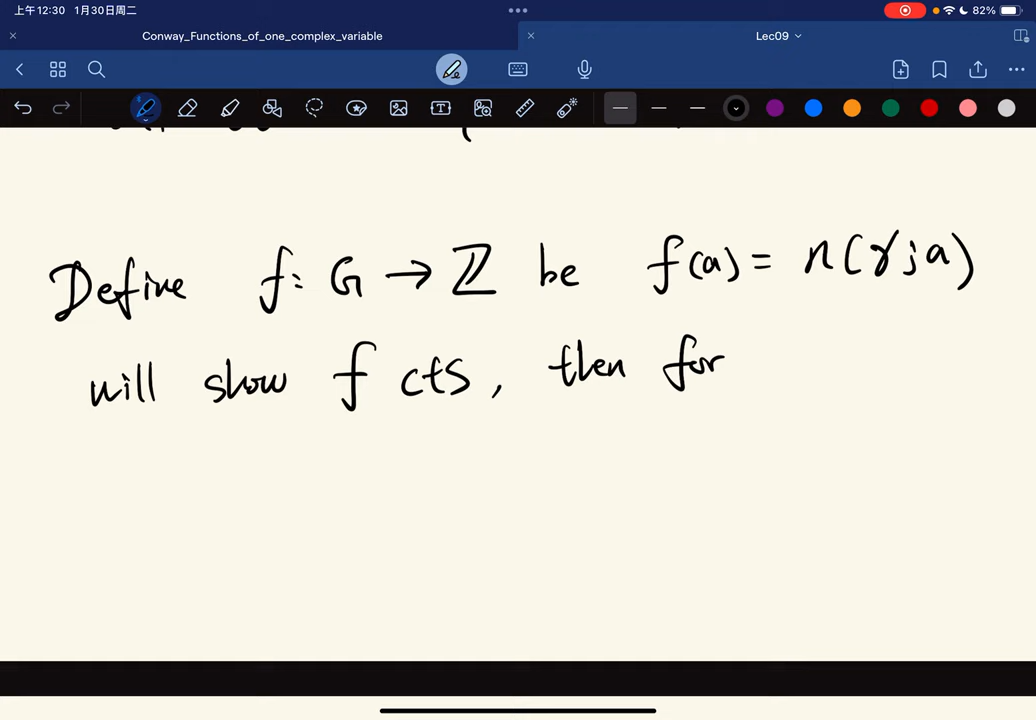 上午12:30 1月30日周二
82%
Conway_Functions_of_one_complex_variable
Lec09
Define f: G → ℤ be f(a) = n(γ; a)
will show f cts, then for